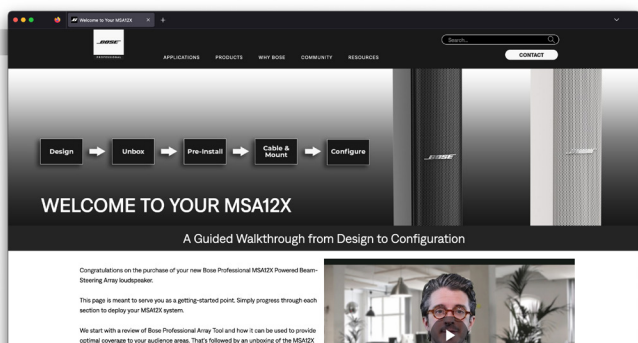 Welcome to Your MSA12X
BOSE
PROFESSIONAL
Search...
APPLICATIONS PRODUCTS WHY BOSE COMMUNITY RESOURCES
CONTACT
Design Unbox Pre-Install Cable & Mount Configure
BOSE
BOSE
WELCOME TO YOUR MSA12X
A Guided Walkthrough from Design to Configuration
Congratulations on the purchase of your new Bose Professional MSA12X Powered Beam-
Steering Array loudspeaker.
This page is meant to serve you as a getting-started point. Simply progress through each
section to deploy your MSA12X system.
We start with a review of Bose Professional Array Tool and how it can be used to provide
optimal coverage to your audience areas. That's followed by an unboxing of the MSA12X